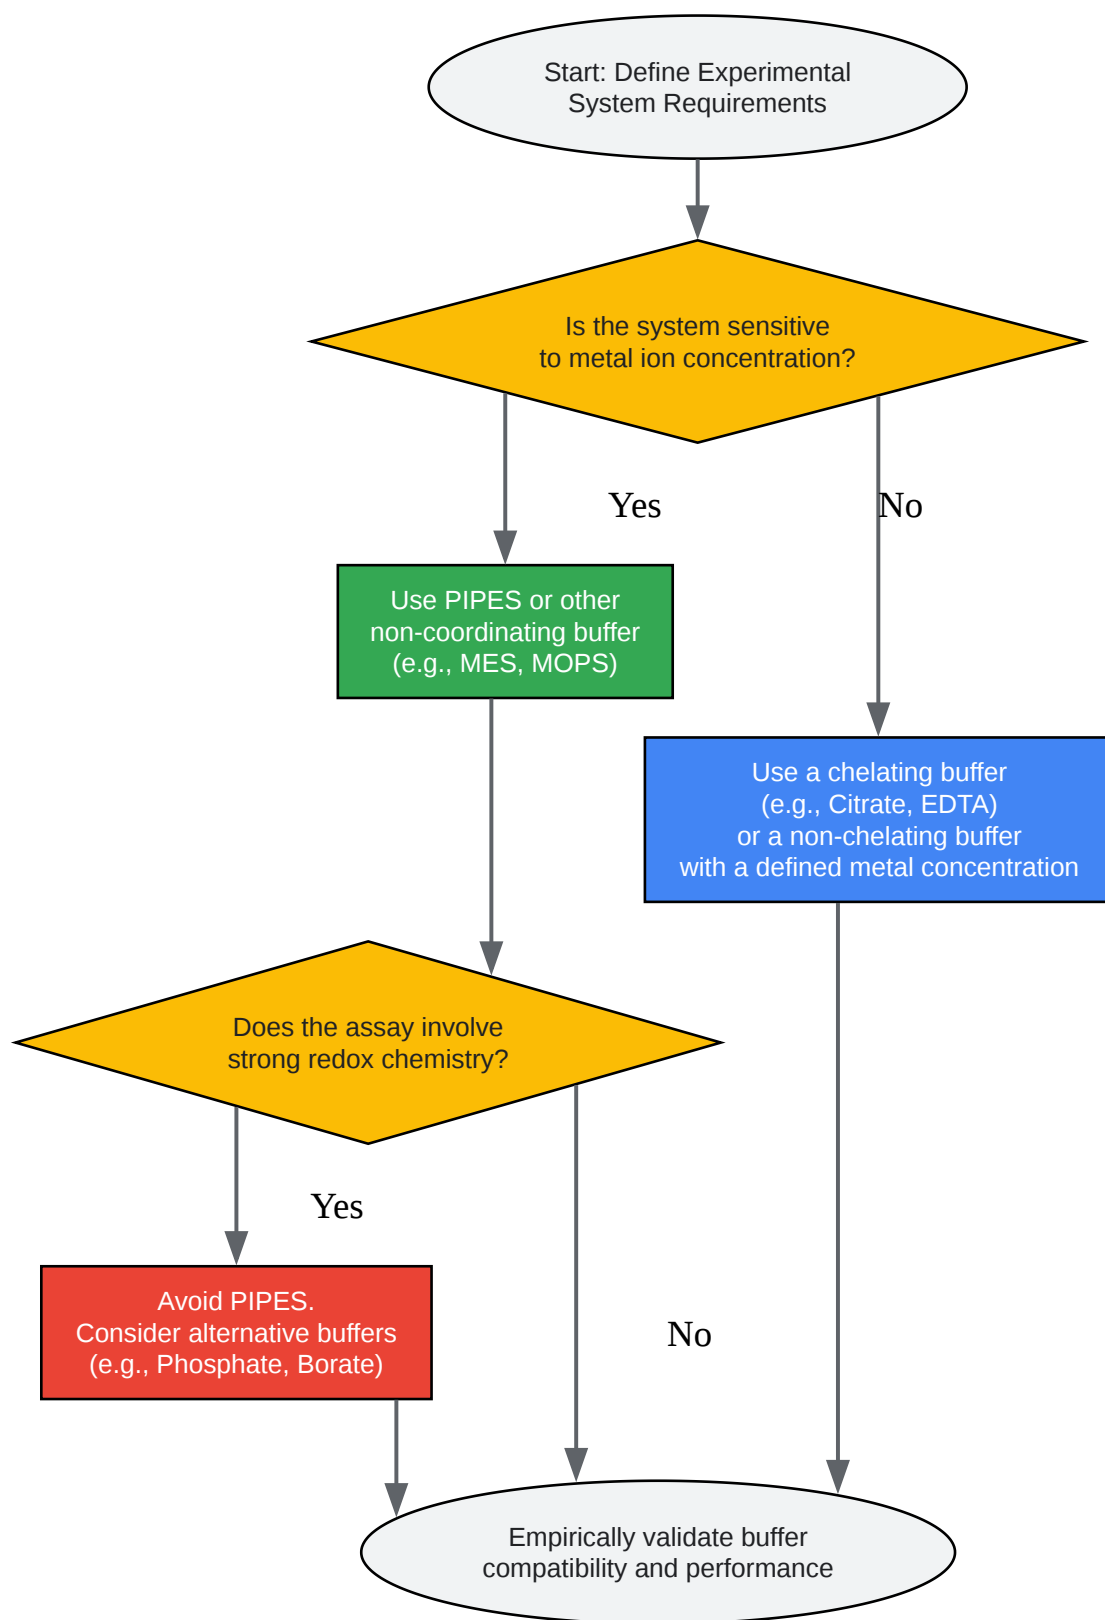 Start: Define Experimental
System Requirements
Is the system sensitive
to metal ion concentration?
Yes
No
Use PIPES or other
non-coordinating buffer
(e.g., MES, MOPS)
Use a chelating buffer
(e.g., Citrate, EDTA)
or a non-chelating buffer
with a defined metal concentration
Does the assay involve
strong redox chemistry?
Yes
No
Avoid PIPES.
Consider alternative buffers
(e.g., Phosphate, Borate)
Empirically validate buffer
compatibility and performance